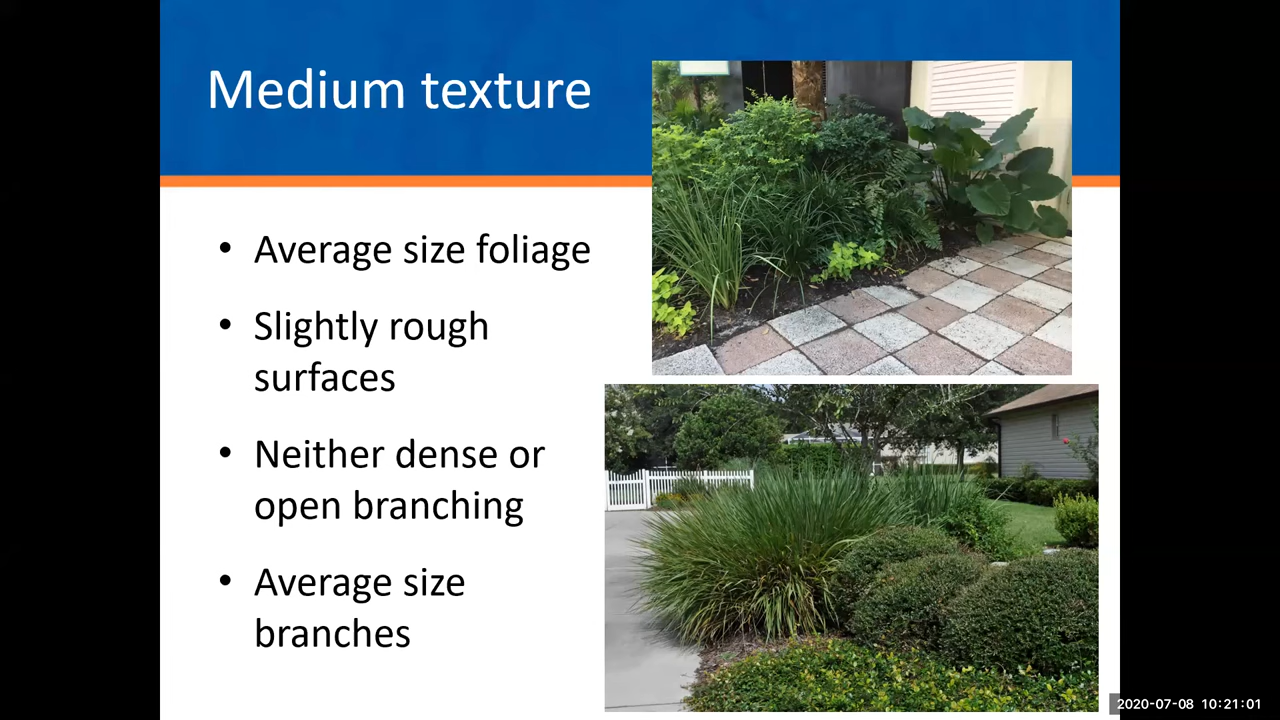 Medium texture
• Average size foliage
• Slightly rough
surfaces
• Neither dense or
open branching
• Average size
branches
2020-07-08 10:21:01